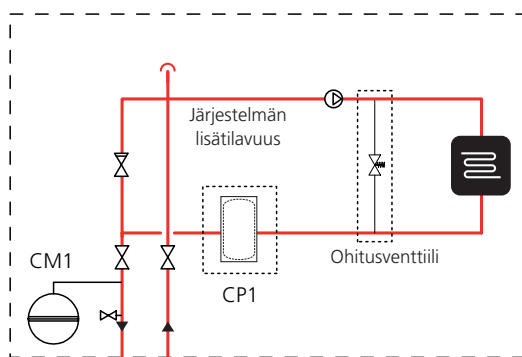 Järjestelmän
lisätilavuus
Ohitusventtiili
CM1
CP1